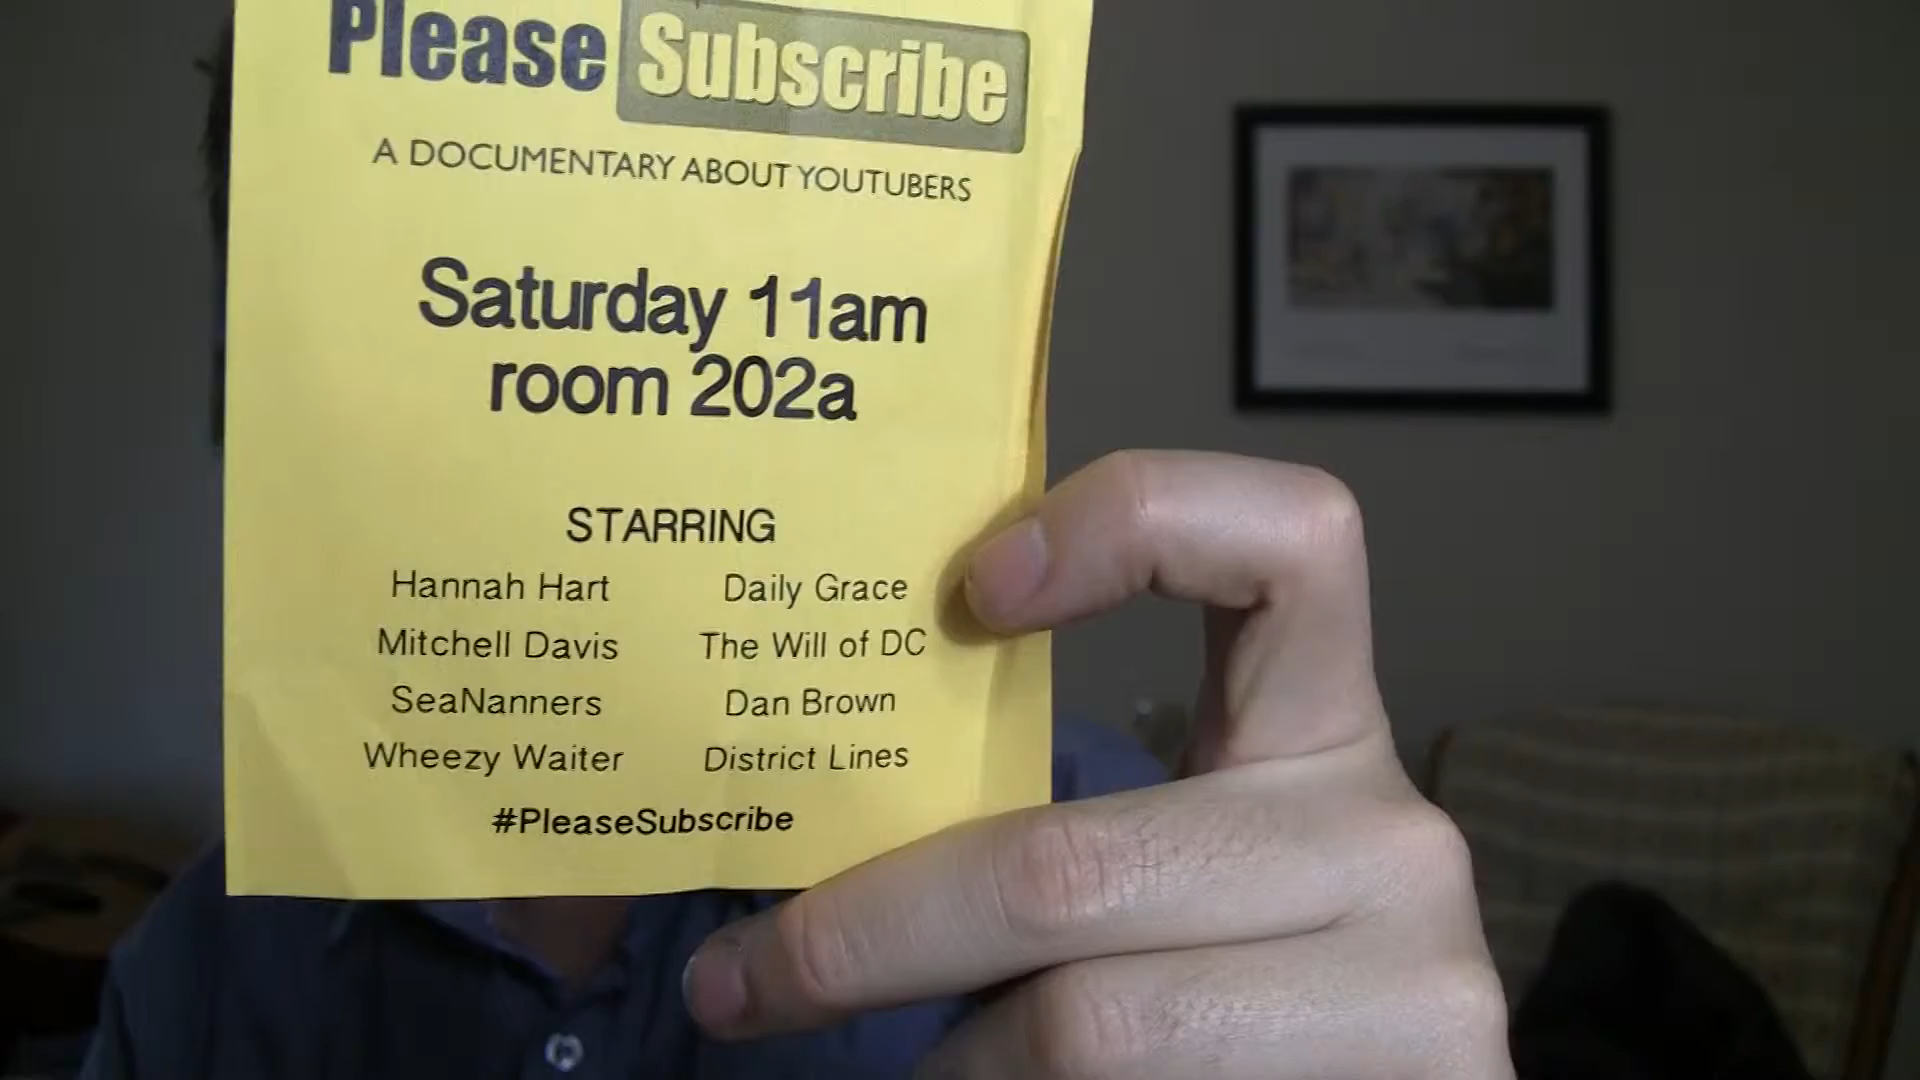 Please Subscribe
A DOCUMENTARY ABOUT YOUTUBERS
Saturday 11am
room 202a
STARRING
Hannah Hart Daily Grace
Mitchell Davis The Will of DC
SeaNanners Dan Brown
Wheezy Waiter District Lines
#PleaseSubscribe